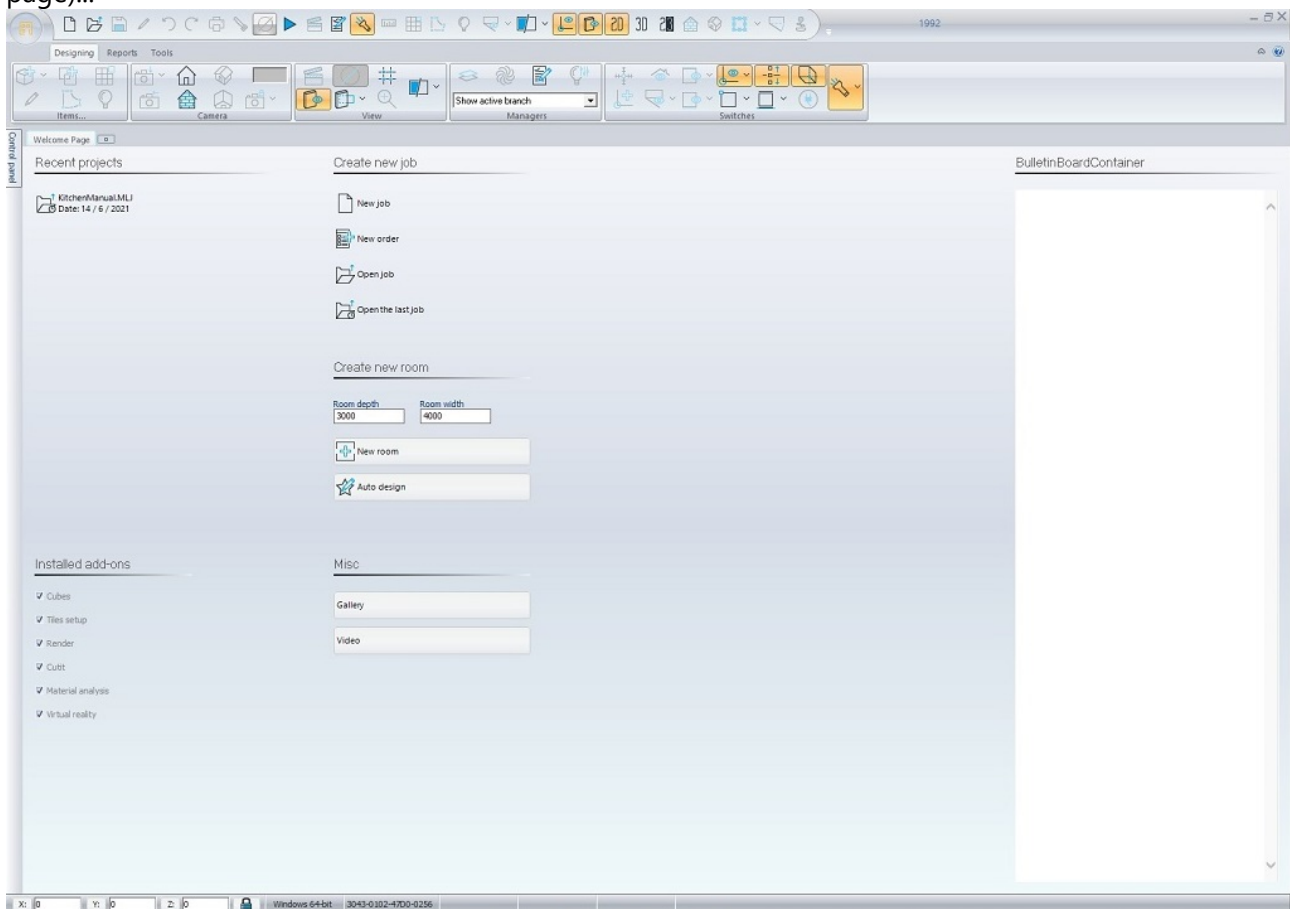 page)...
2D 3D 2D
1992
Designing Reports Tools
Show active branch
Items... Camera View Managers Switches
Control panel
Welcome Page
Recent projects
Create new job
BulletinBoardContainer
KitchenManual.MLJ
Date: 14 / 6 / 2021
New job
New order
Open job
Open the last job
Create new room
Room depth Room width
3000 4000
New room
Auto design
Installed add-ons
Misc
Cubes
Gallery
Tiles setup
Video
Render
Cutit
Material analysis
Virtual reality
X: 0 Y: 0 Z: 0 Windows 64-bit 3043-0102-47D0-0256